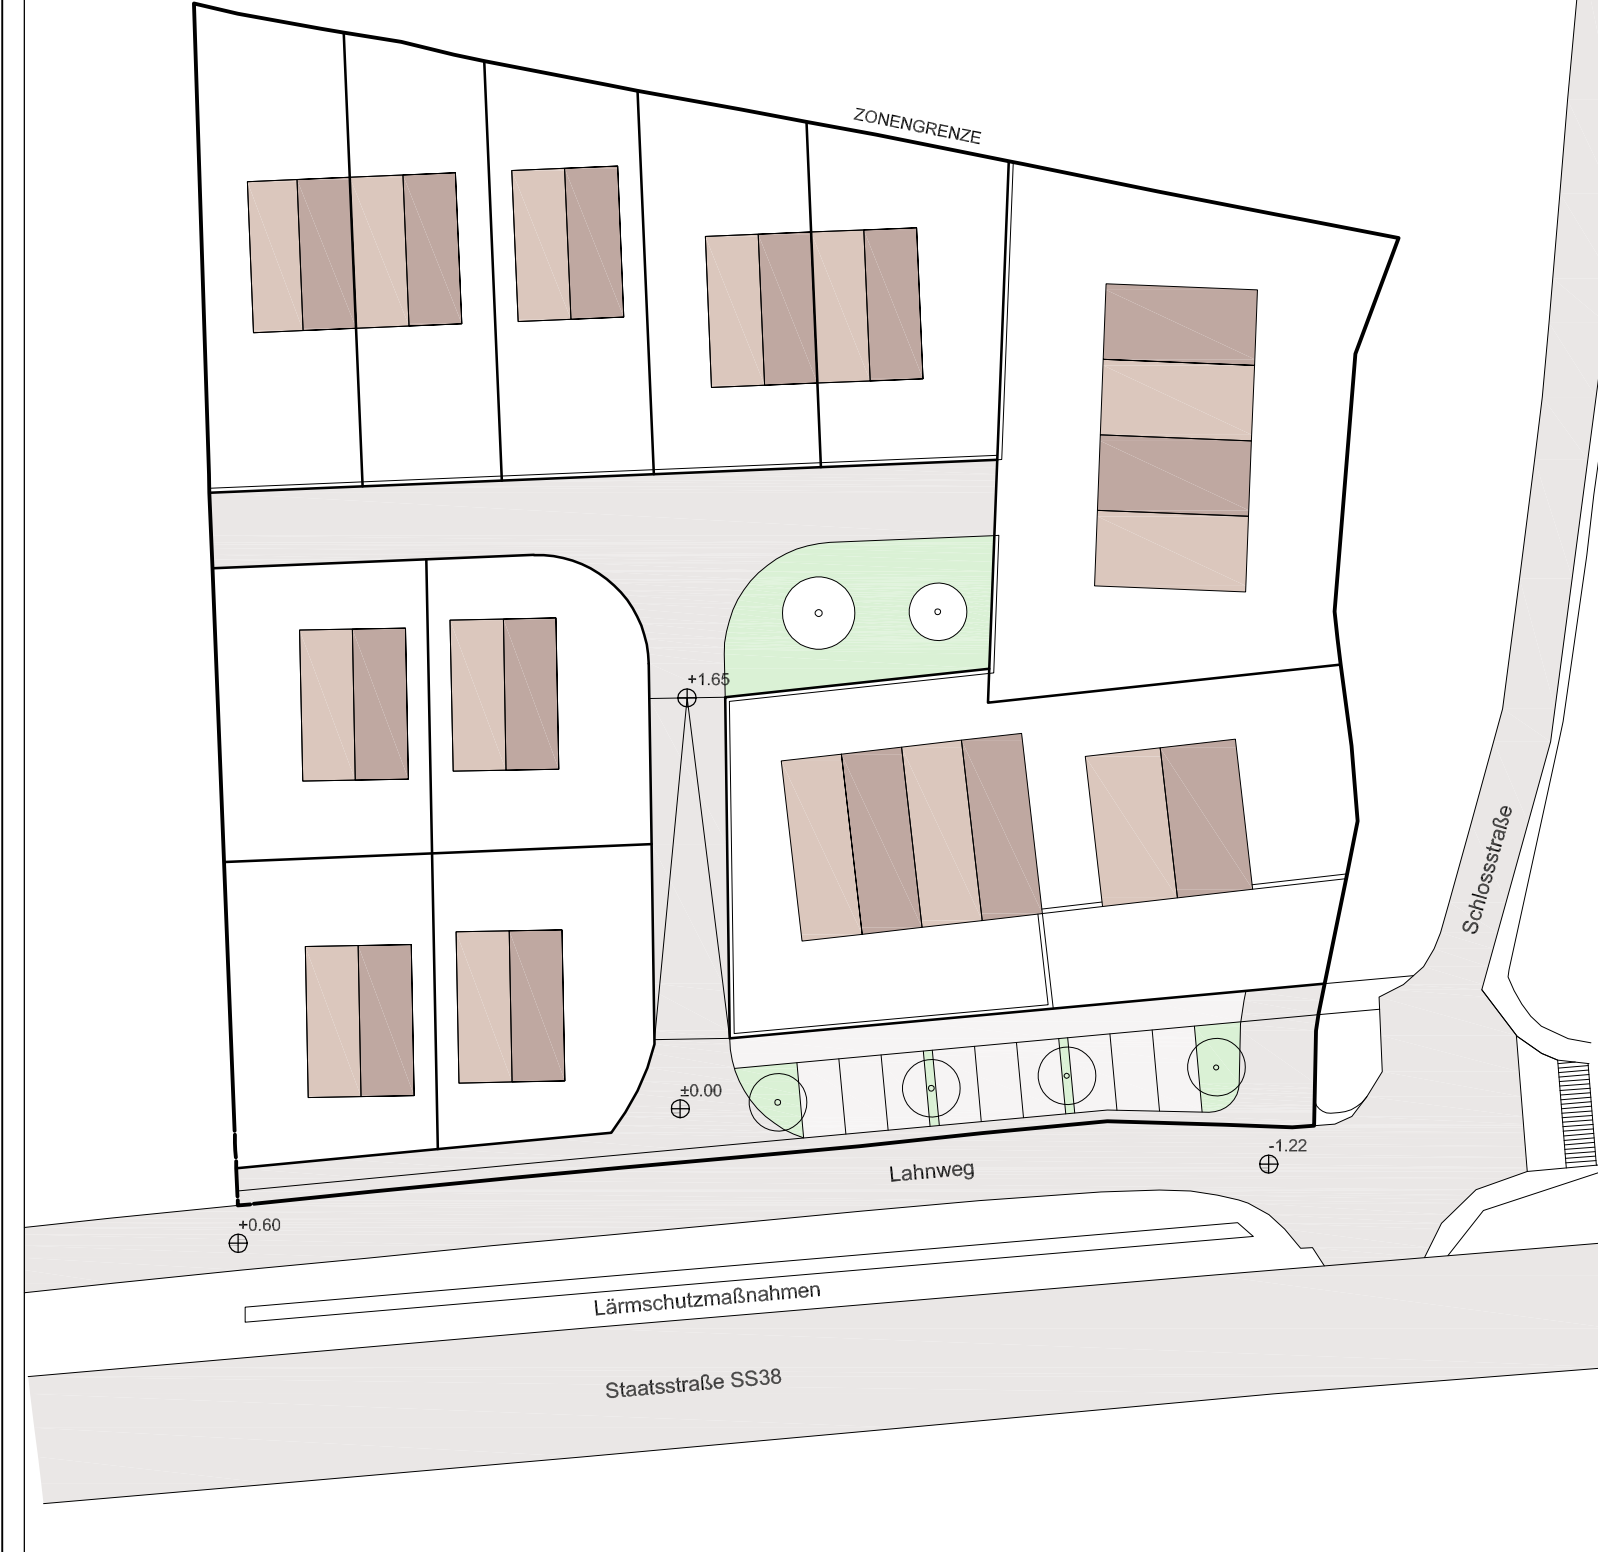 ZONENGRENZE
+1.65
Schlossstraße
±0.00
-1.22
Lahnweg
+0.60
Lärmschutzmaßnahmen
Staatsstraße SS38